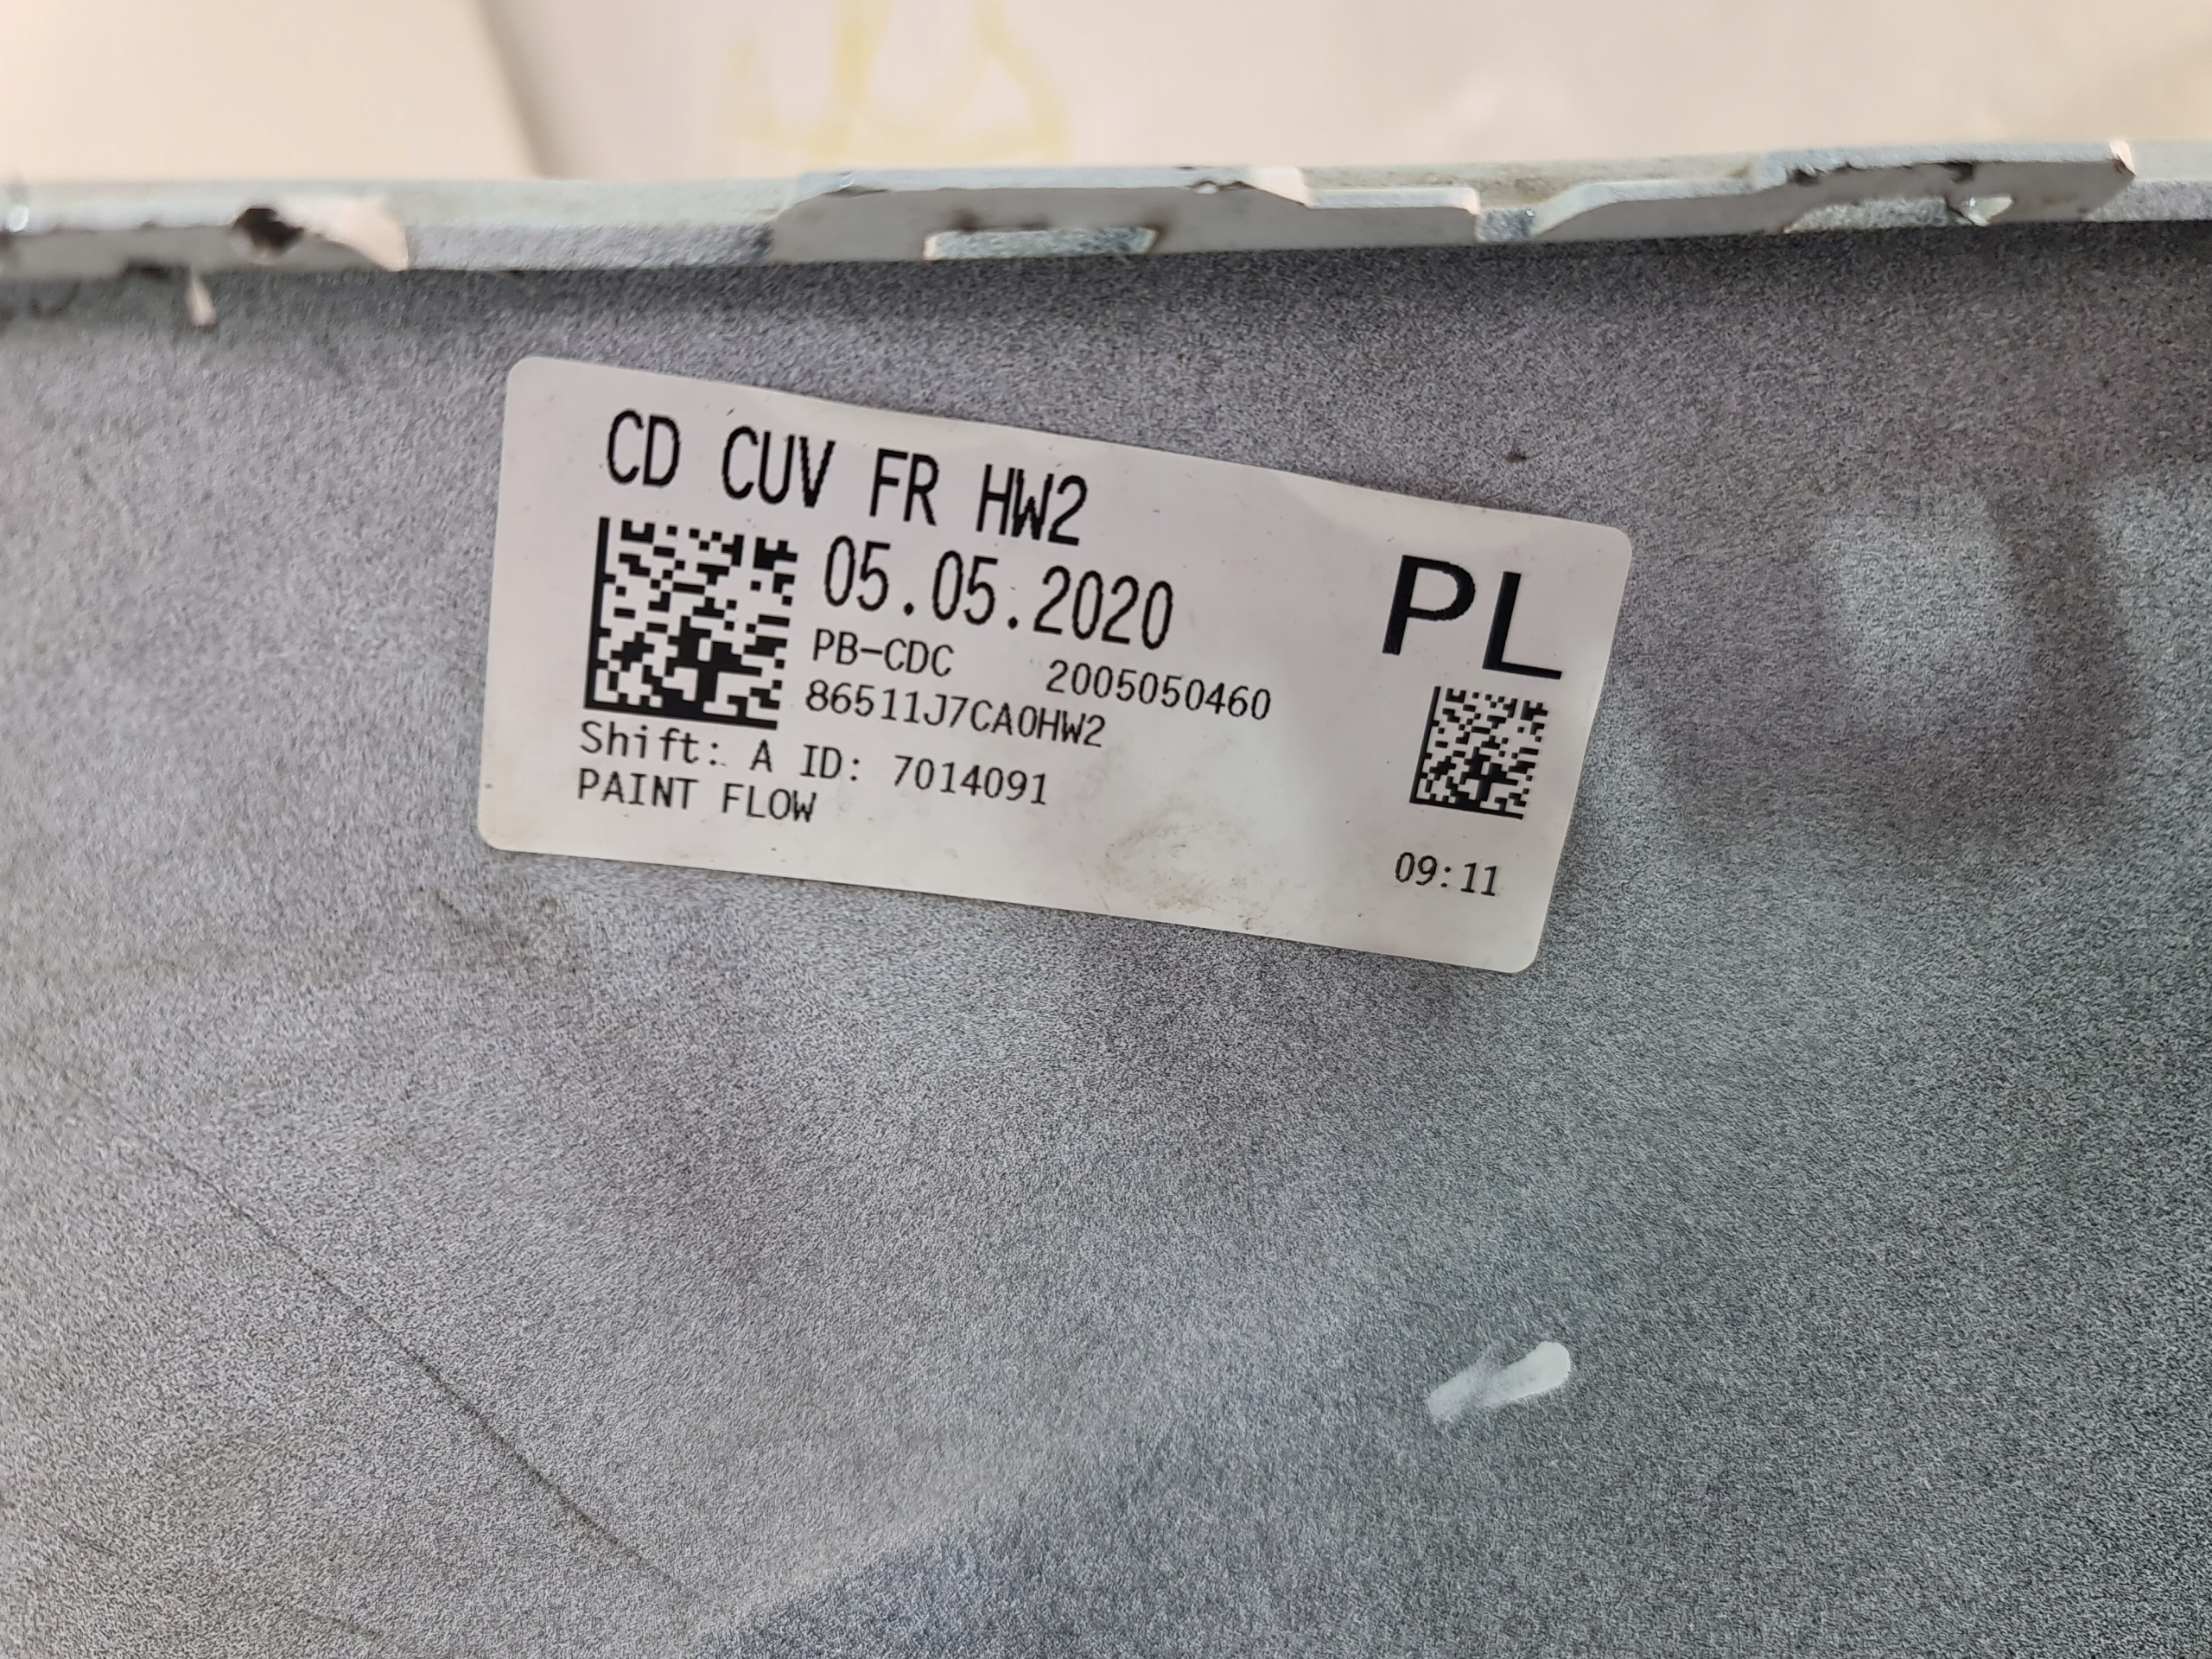 CD CUV FR HW2
05.05.2020
PL
PB-CDC 2005050460
86511J7CA0HW2
Shift: A ID: 7014091
PAINT FLOW
09:11